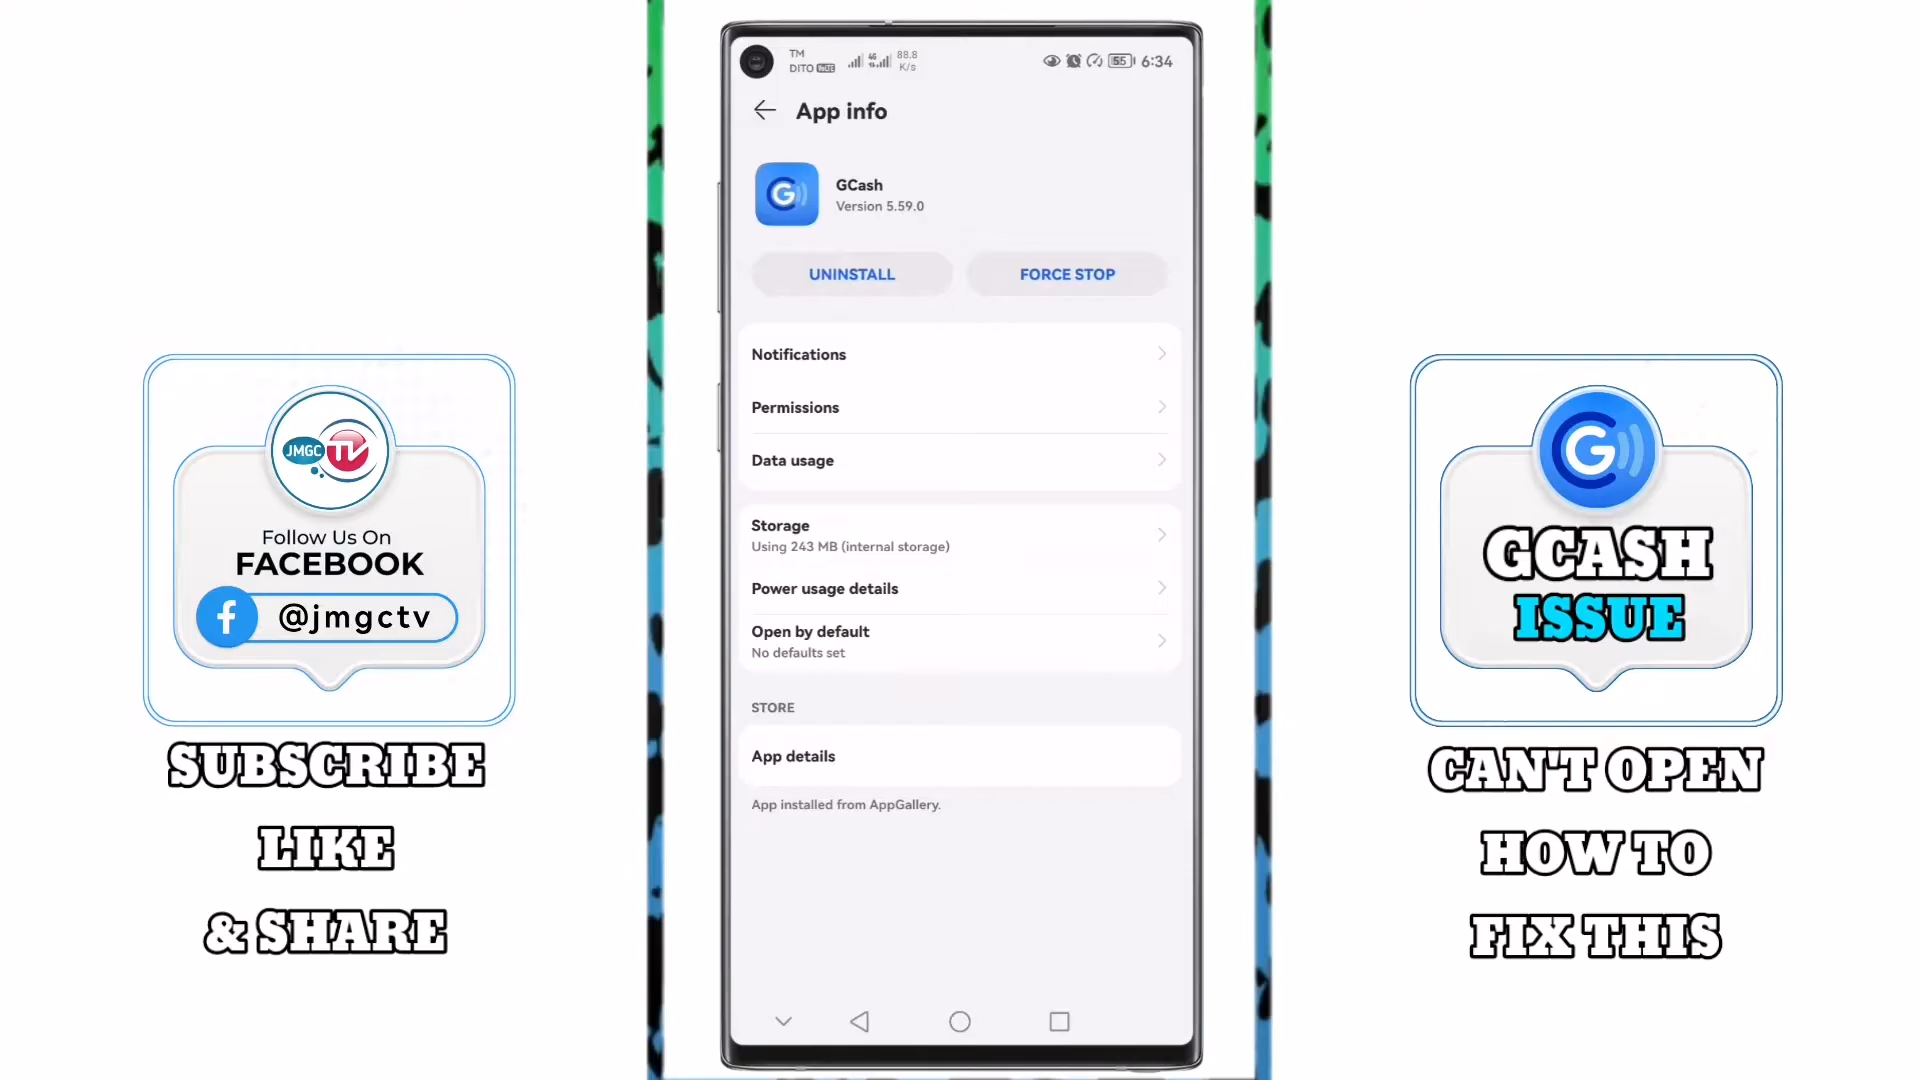 TM
DITO VoLTE
4G
88.8
K/s
55
6:34
App info
GCash
Version 5.59.0
UNINSTALL
FORCE STOP
Notifications
Permissions
Data usage
Storage
Using 243 MB (internal storage)
Power usage details
Open by default
No defaults set
STORE
App details
App installed from AppGallery.
JMGC TV
Follow Us On
FACEBOOK
@jmgctv
SUBSCRIBE
LIKE
& SHARE
G
GCASH
ISSUE
CAN'T OPEN
HOW TO
FIX THIS